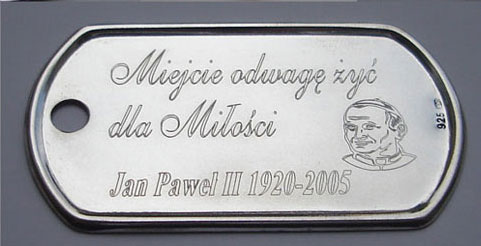 Miejcie odwagę żyć
dla Miłości
Jan Paweł II 1920-2005
925